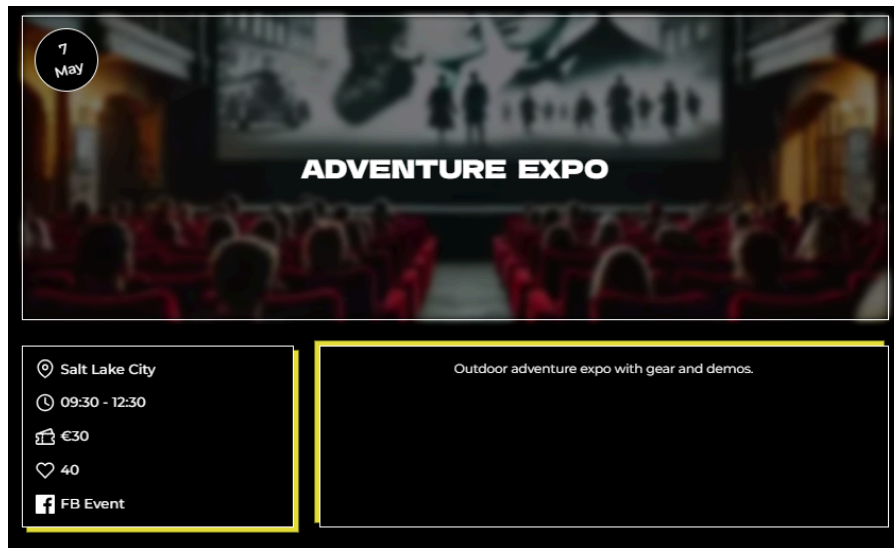 7
May
ADVENTURE EXPO
Salt Lake City
09:30 - 12:30
€30
40
FB Event
Outdoor adventure expo with gear and demos.